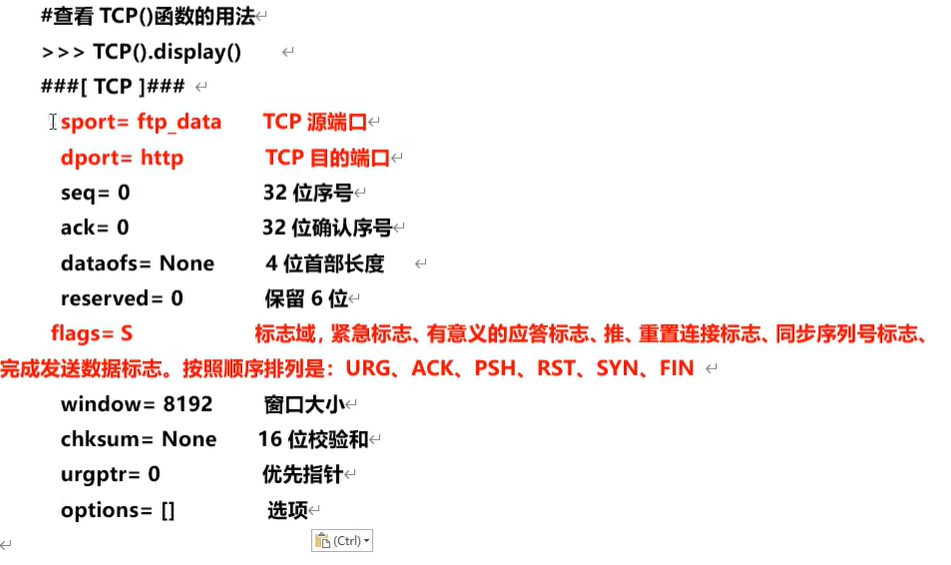 #查看 TCP()函数的用法
>>> TCP().display()
###[ TCP ]###
sport= ftp_data TCP 源端口
dport= http TCP 目的端口
seq= 0 32 位序号
ack= 0 32 位确认序号
dataofs= None 4 位首部长度
reserved= 0 保留 6 位
flags= S 标志域，紧急标志、有意义的应答标志、推、重置连接标志、同步序列号标志、
完成发送数据标志。按照顺序排列是：URG、ACK、PSH、RST、SYN、FIN
window= 8192 窗口大小
chksum= None 16 位校验和
urgptr= 0 优先指针
options= [] 选项
(Ctrl)